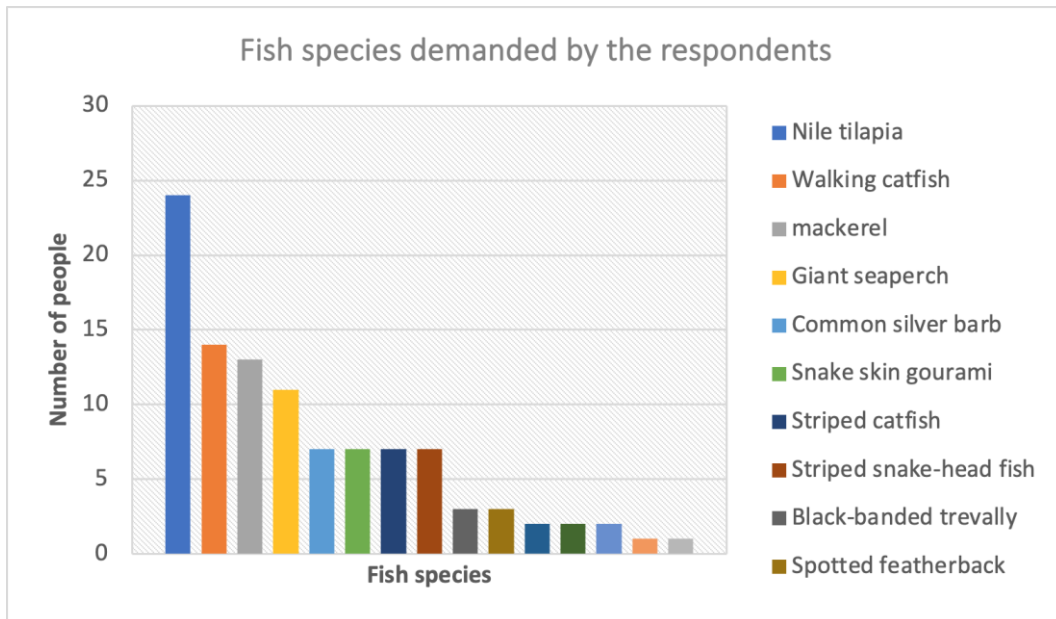 Fish species demanded by the respondents
30
25
20
15
10
5
0
Number of people
Fish species
Nile tilapia
Walking catfish
mackerel
Giant seaperch
Common silver barb
Snake skin gourami
Striped catfish
Striped snake-head fish
Black-banded trevally
Spotted featherback